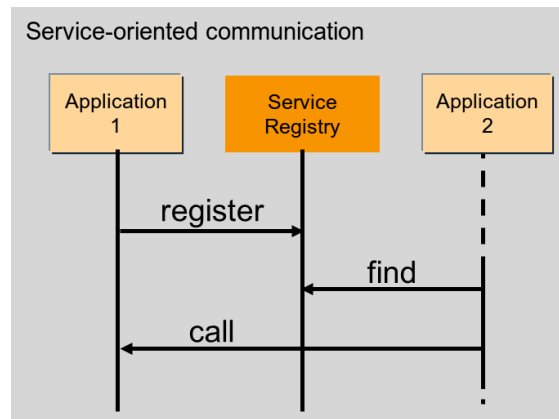 Service-oriented communication
Application
1
Service
Registry
Application
2
register
find
call